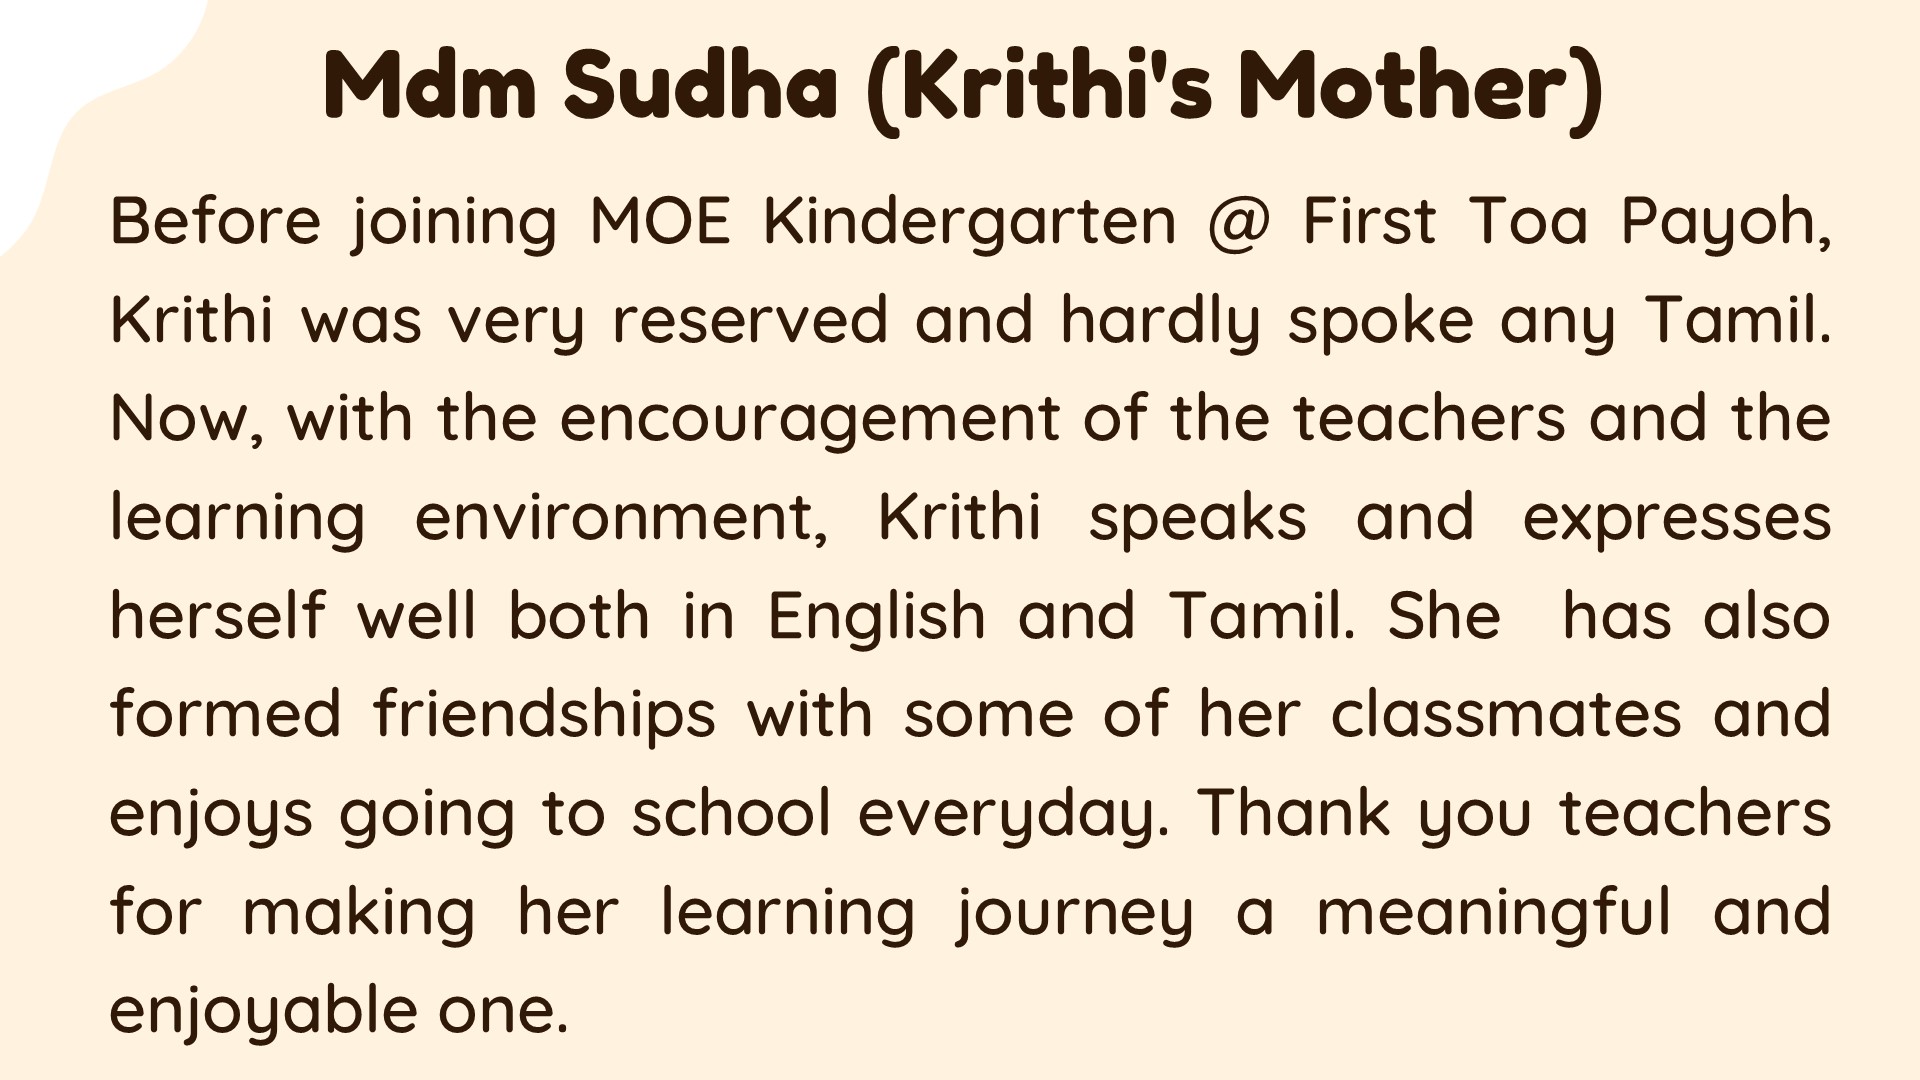 Mdm Sudha (Krithi's Mother)
Before joining MOE Kindergarten @ First Toa Payoh,
Krithi was very reserved and hardly spoke any Tamil.
Now, with the encouragement of the teachers and the
learning environment, Krithi speaks and expresses
herself well both in English and Tamil. She  has also
formed friendships with some of her classmates and
enjoys going to school everyday. Thank you teachers
for making her learning journey a meaningful and
enjoyable one.